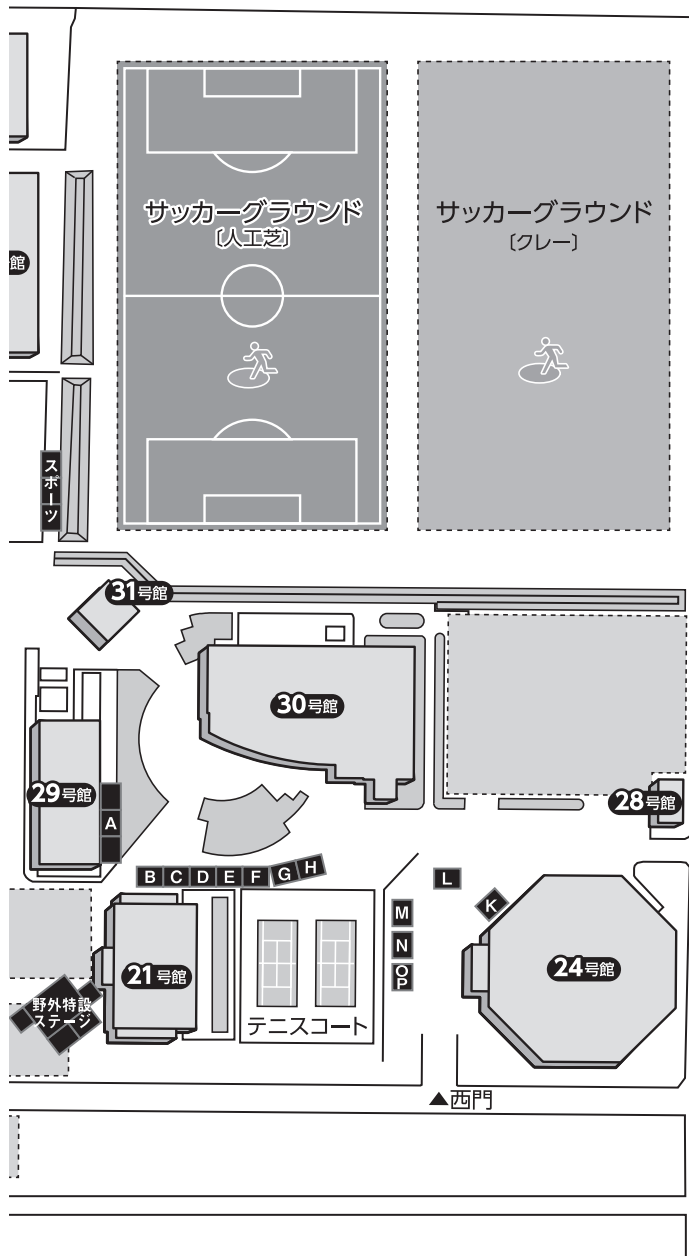 サッカーグラウンド
〔人工芝〕
サッカーグラウンド
〔クレー〕
館
スポーツ
31号館
30号館
29号館
28号館
A
B C D E F G H
L
K
M
N
O
P
24号館
21号館
野外特設
ステージ
テニスコート
▲西門